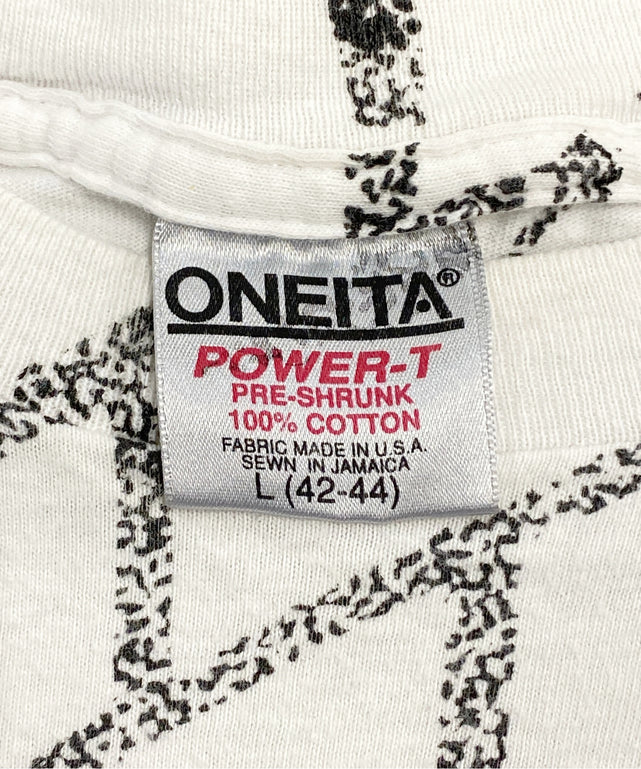 ONEITA®
POWER-T
PRE-SHRUNK
100% COTTON
FABRIC MADE IN U.S.A.
SEWN IN JAMAICA
L (42-44)